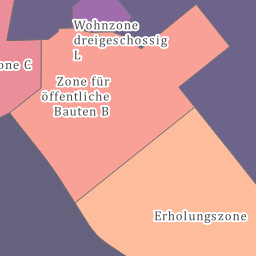 Wohnzone
dreigeschossig
L
Zone für
öffentliche
Bauten B
one C
Erholungszone